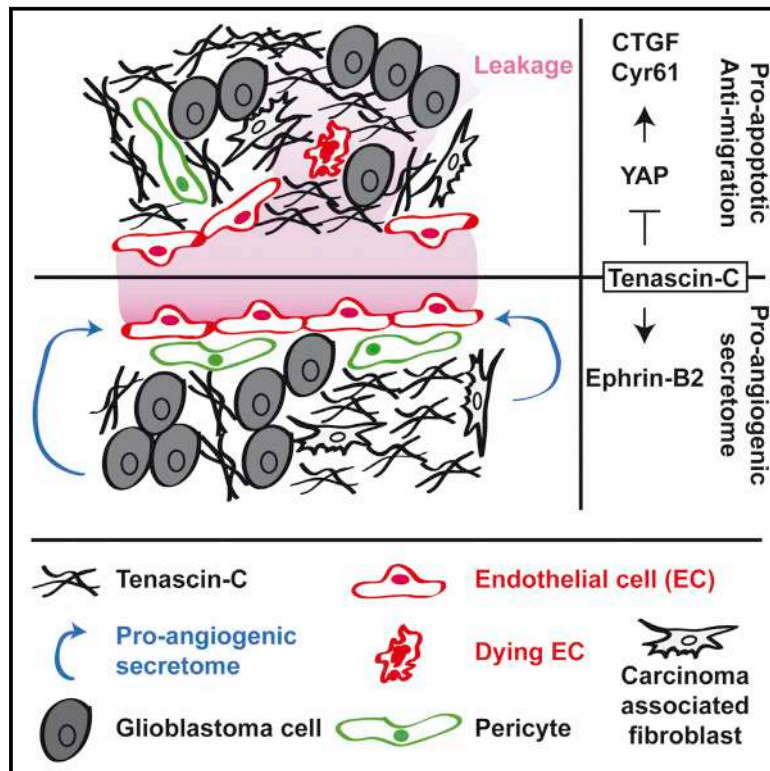 Leakage
CTGF
Cyr61
YAP
Tenascin-C
Ephrin-B2
Pro-apoptotic
Anti-migration
Pro-angiogenic
secretome
Tenascin-C
Endothelial cell (EC)
Pro-angiogenic
secretome
Dying EC
Carcinoma
associated
fibroblast
Glioblastoma cell
Pericyte